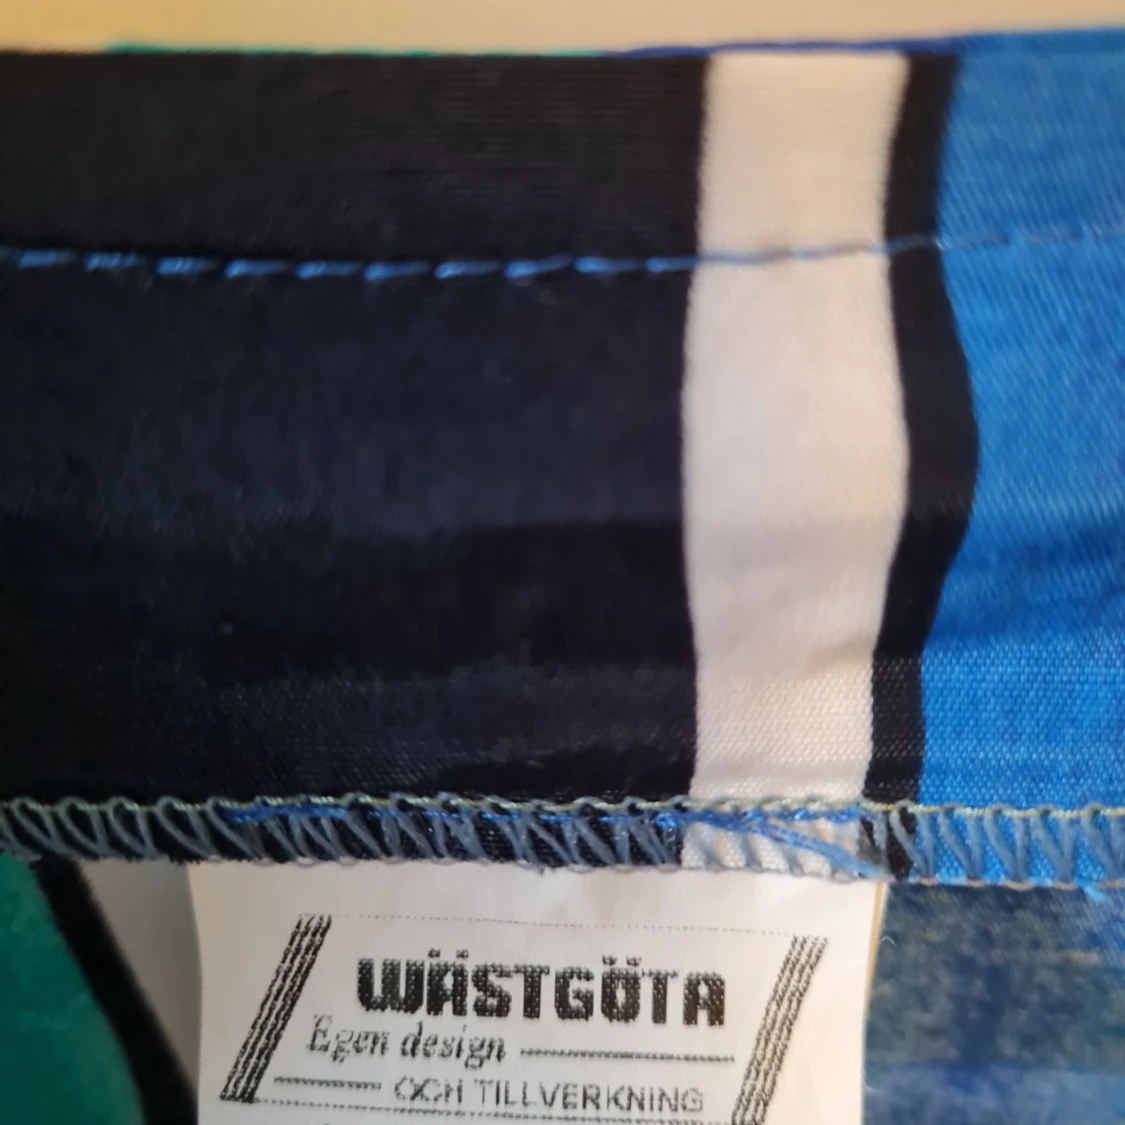 WÄSTGÖTA
Egen design
OCH TILLVERKNING